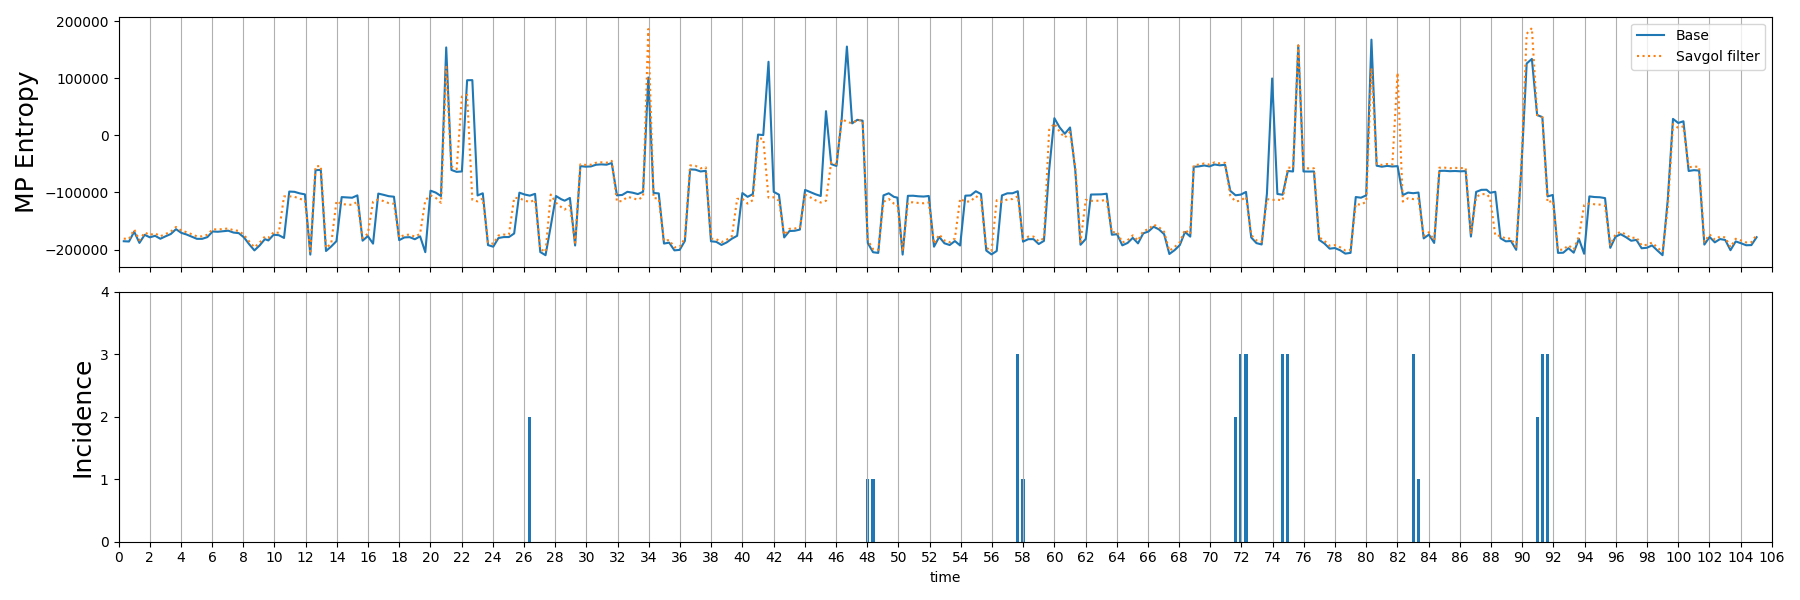 MP Entropy
200000
100000
0
−100000
−200000
Base
Savgol filter
Incidence
4
3
2
1
0
0 2 4 6 8 10 12 14 16 18 20 22 24 26 28 30 32 34 36 38 40 42 44 46 48 50 52 54 56 58 60 62 64 66 68 70 72 74 76 78 80 82 84 86 88 90 92 94 96 98 100 102 104 106
time